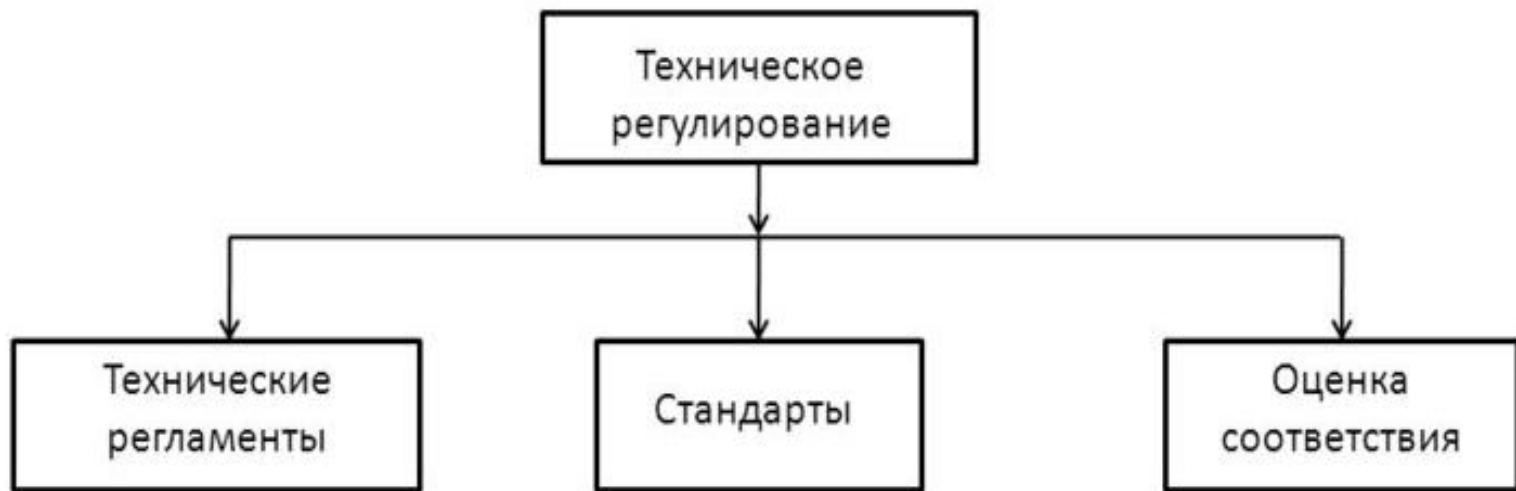 Техническое
регулирование
Технические
регламенты
Стандарты
Оценка
соответствия